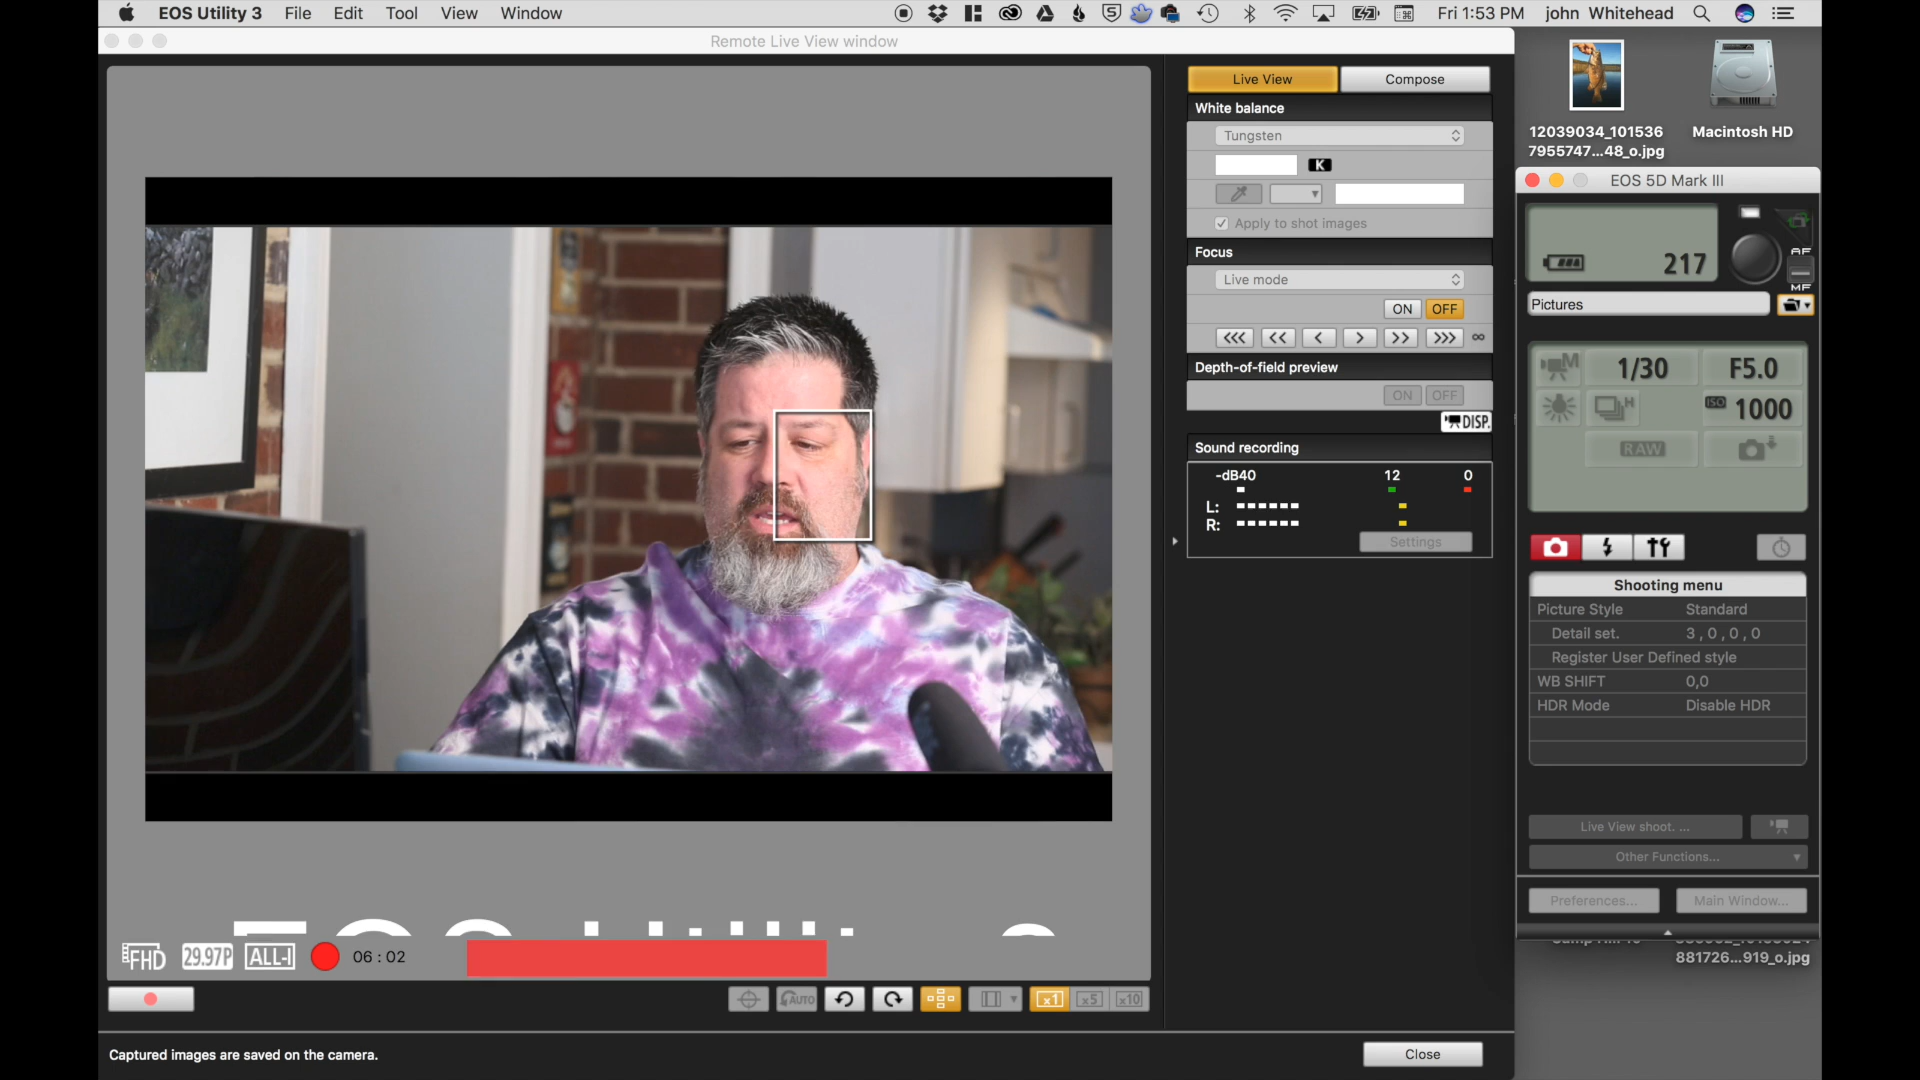 EOS Utility 3 File Edit Tool View Window
Fri 1:53 PM john Whitehead
Remote Live View window
12039034_101536
7955747...48_o.jpg
Macintosh HD
Live View Compose
White balance
Tungsten
K
Apply to shot images
Focus
Live mode
ON OFF
<<< << < > >> >>> ∞
Depth-of-field preview
ON OFF
DISP.
Sound recording
-dB40 12 0
L:
R:
Settings
EOS 5D Mark III
217
AF
MF
Pictures
M 1/30 F5.0
H ISO 1000
RAW
Shooting menu
Picture Style Standard
Detail set. 3 , 0 , 0 , 0
Register User Defined style
WB SHIFT 0,0
HDR Mode Disable HDR
Live View shoot. ...
Other Functions...
Preferences... Main Window...
881726...919_o.jpg
FHD 29.97P ALL-I 06 : 02
AUTO x1 x5 x10
Captured images are saved on the camera.
Close